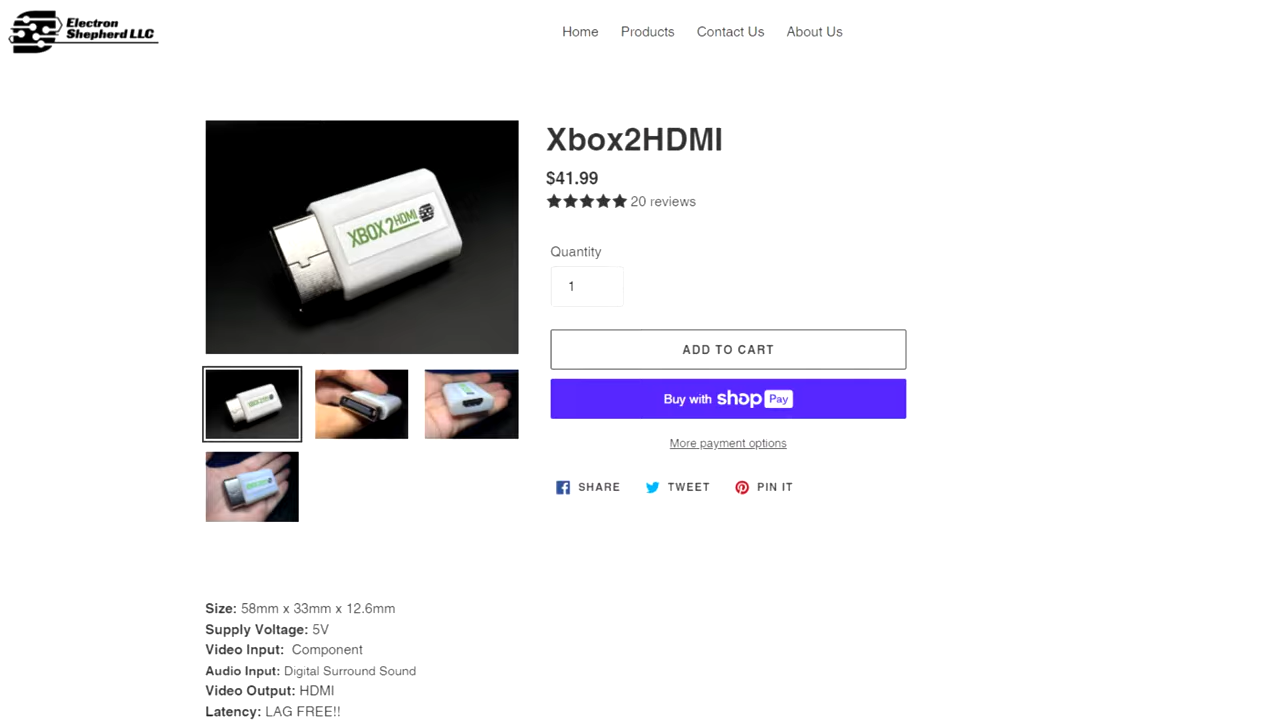 Electron
Shepherd LLC
Home Products Contact Us About Us
Xbox2HDMI
$41.99
20 reviews
XBOX 2 HDMI
Quantity
1
ADD TO CART
Buy with shop Pay
More payment options
SHARE TWEET PIN IT
Size: 58mm x 33mm x 12.6mm
Supply Voltage: 5V
Video Input: Component
Audio Input: Digital Surround Sound
Video Output: HDMI
Latency: LAG FREE!!